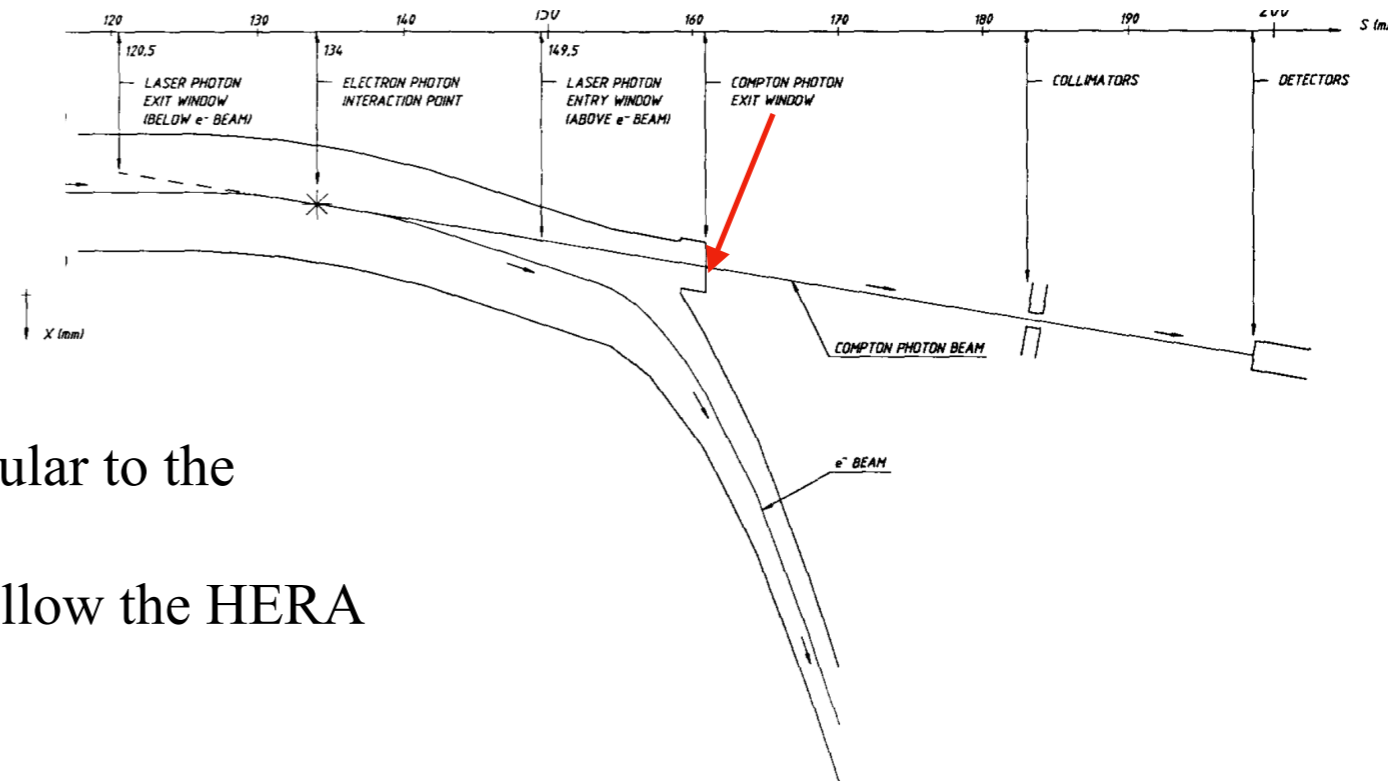 120 130 140 150 160 170 180 190 200 S (m
120,5 134 149,5
LASER PHOTON
EXIT WINDOW
(BELOW e⁻ BEAM)
ELECTRON PHOTON
INTERACTION POINT
LASER PHOTON
ENTRY WINDOW
(ABOVE e⁻ BEAM)
COMPTON PHOTON
EXIT WINDOW
COLLIMATORS
DETECTORS
X (mm)
COMPTON PHOTON BEAM
e⁻ BEAM
ular to the
llow the HERA